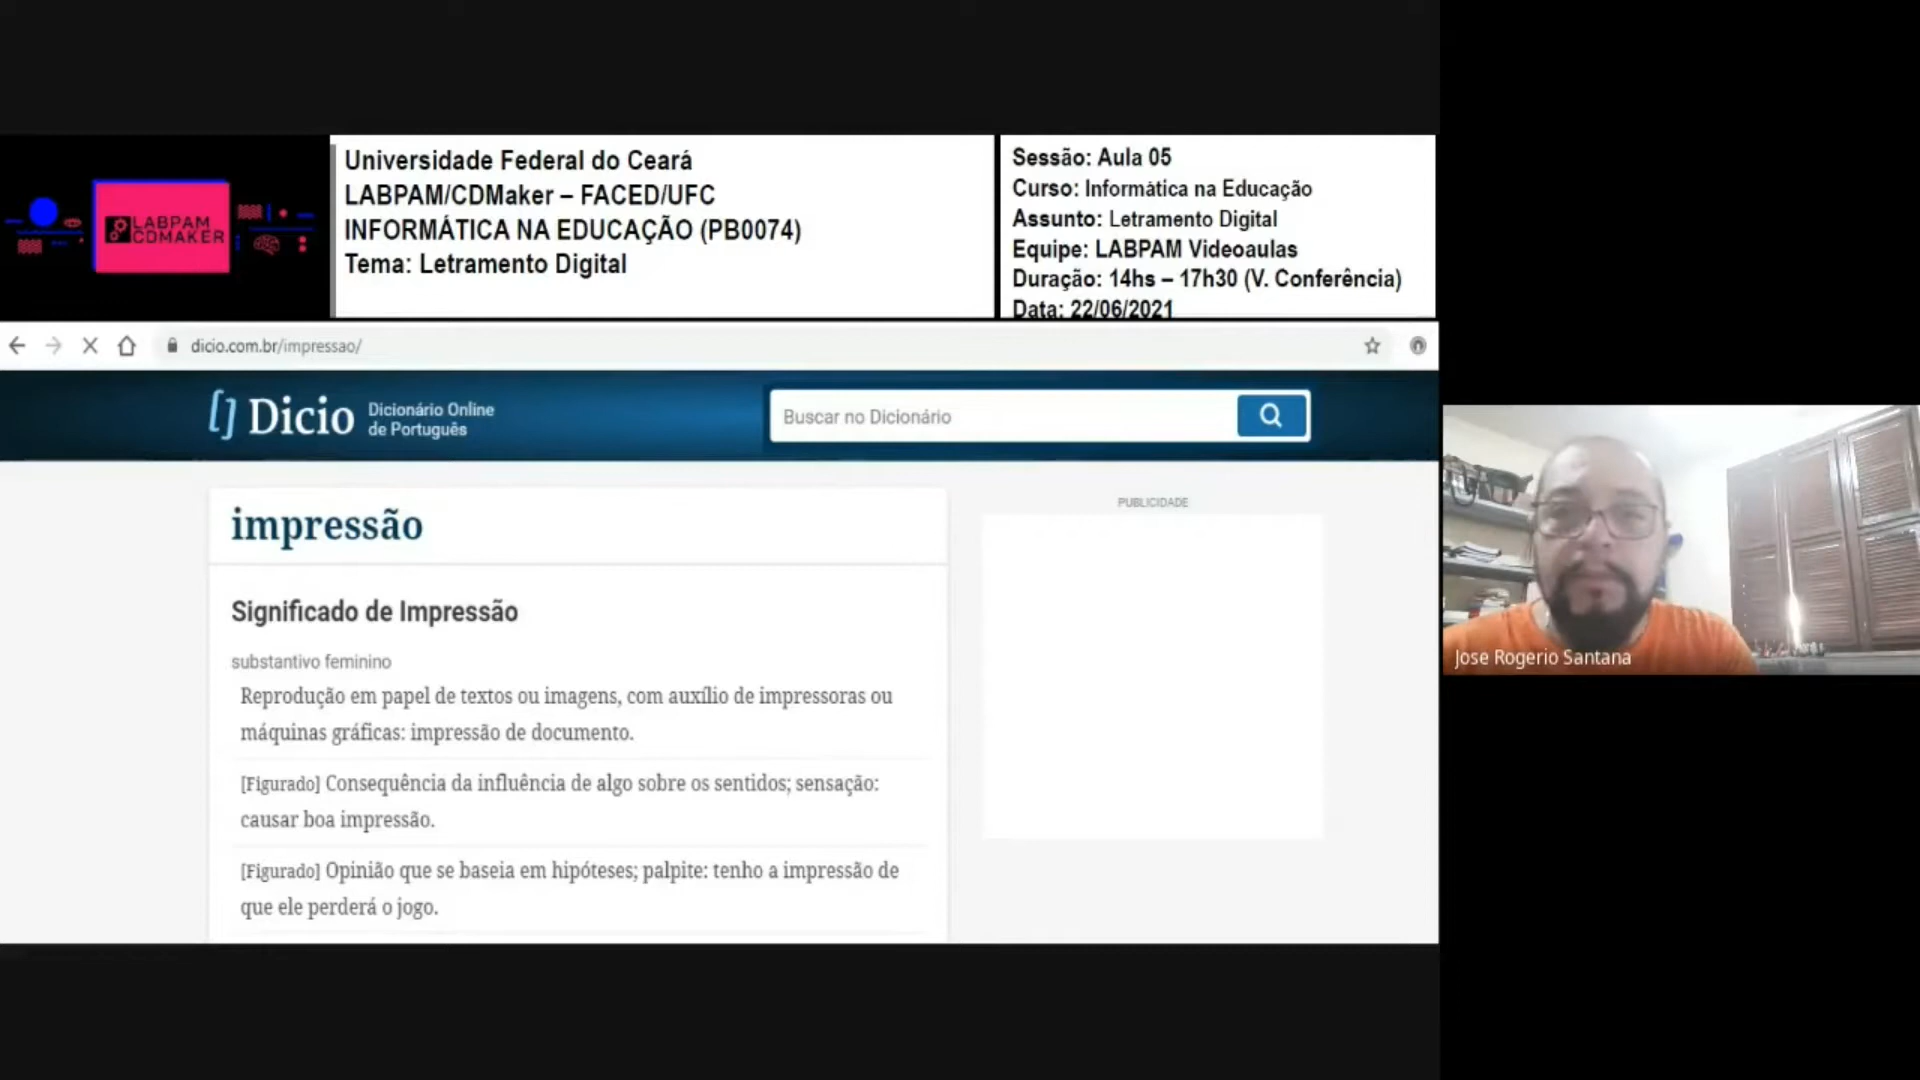 LABPAM
CDMAKER
Universidade Federal do Ceará
LABPAM/CDMaker – FACED/UFC
INFORMÁTICA NA EDUCAÇÃO (PB0074)
Tema: Letramento Digital
Sessão: Aula 05
Curso: Informática na Educação
Assunto: Letramento Digital
Equipe: LABPAM Videoaulas
Duração: 14hs – 17h30 (V. Conferência)
Data: 22/06/2021
dicio.com.br/impressao/
Dicio
Dicionário Online
de Português
Buscar no Dicionário
impressão
PUBLICIDADE
Significado de Impressão
substantivo feminino
Reprodução em papel de textos ou imagens, com auxílio de impressoras ou
máquinas gráficas: impressão de documento.
[Figurado] Consequência da influência de algo sobre os sentidos; sensação:
causar boa impressão.
[Figurado] Opinião que se baseia em hipóteses; palpite: tenho a impressão de
que ele perderá o jogo.
Jose Rogerio Santana